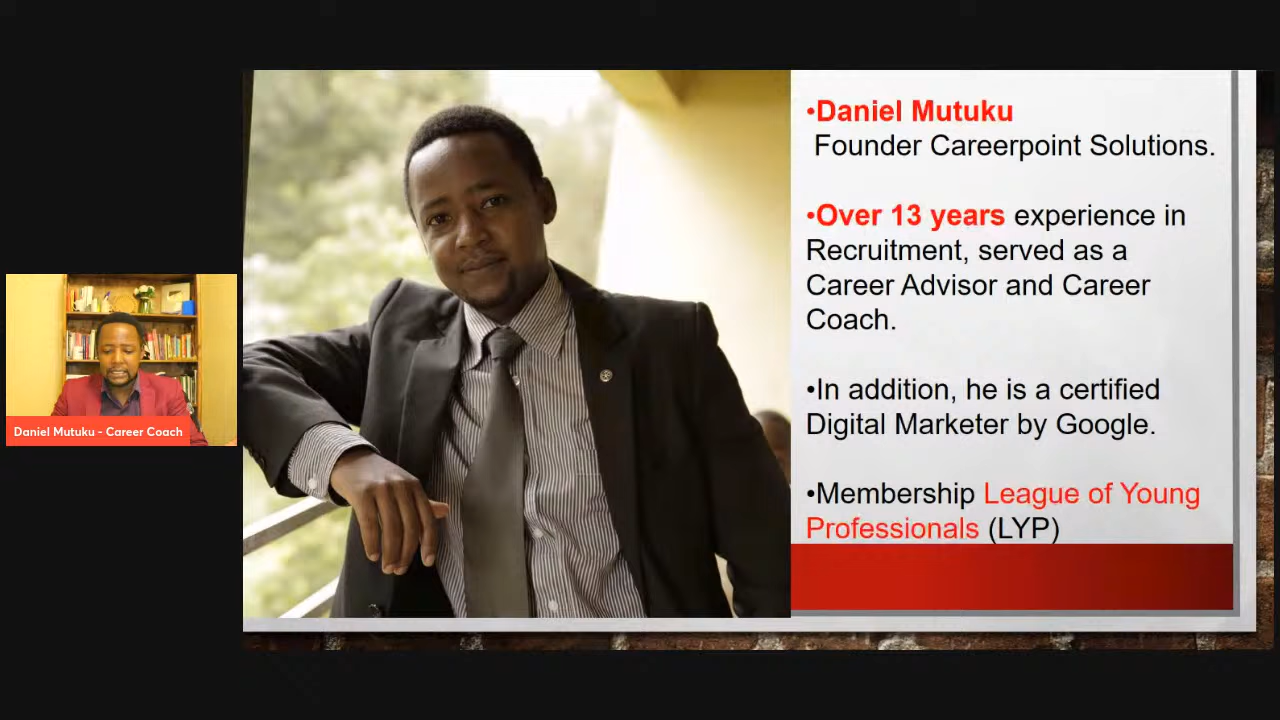 •Daniel Mutuku
Founder Careerpoint Solutions.
•Over 13 years experience in
Recruitment, served as a
Career Advisor and Career
Coach.
•In addition, he is a certified
Digital Marketer by Google.
•Membership League of Young
Professionals (LYP)
Daniel Mutuku - Career Coach